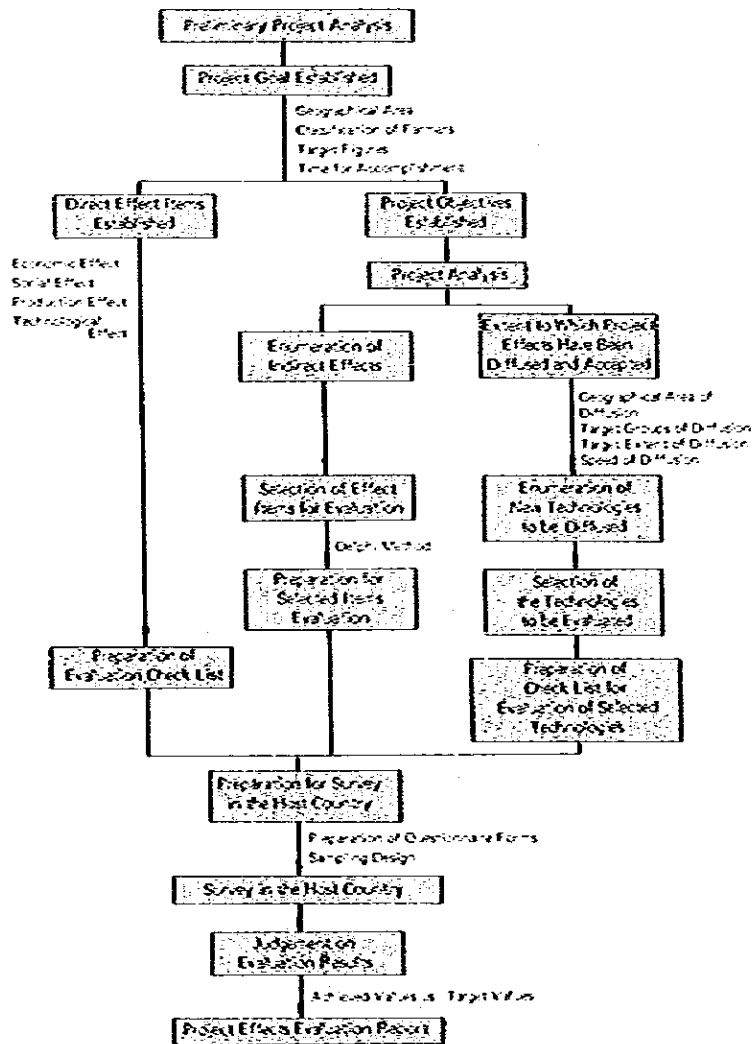 Preliminary Project Analysis
Project Goal Established
Geographical Area
Classification of Farmers
Target Figures
Time for Accomplishment
Direct Effect Items
Established
Project Objectives
Established
Economic Effect
Social Effect
Production Effect
Technological
Effect
Project Analysis
Enumeration of
Indirect Effects
Extent to Which Project
Effects Have Been
Diffused and Accepted
Geographical Area of
Diffusion
Target Groups of Diffusion
Target Extent of Diffusion
Speed of Diffusion
Selection of Effect
Items for Evaluation
Enumeration of
New Technologies
to be Diffused
Delphi Method
Preparation for
Selected Items
Evaluation
Selection of
the Technologies
to be Evaluated
Preparation of
Evaluation Check List
Preparation of
Check List for
Evaluation of Selected
Technologies
Preparation for Survey
in the Host Country
Preparation of Questionnaire Forms
Sampling Design
Survey in the Host Country
Judgement on
Evaluation Results
Achieved Values vs. Target Values
Project Effects Evaluation Report